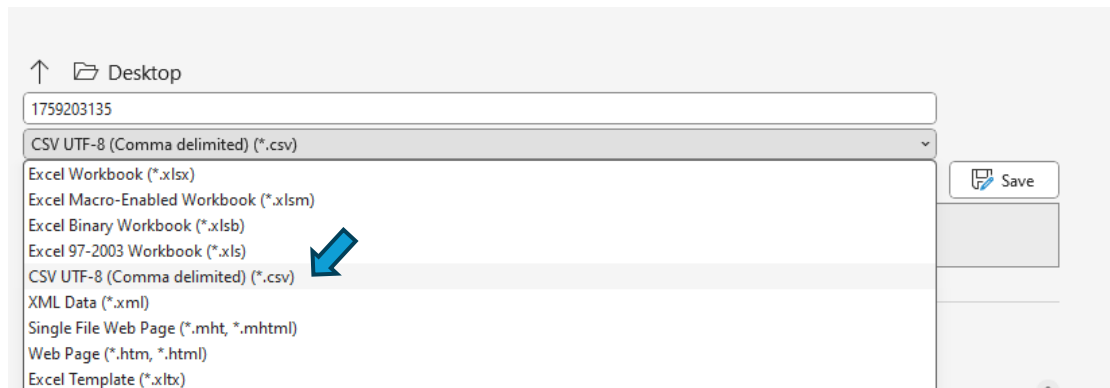 Desktop
1759203135
CSV UTF-8 (Comma delimited) (*.csv)
Excel Workbook (*.xlsx)
Save
Excel Macro-Enabled Workbook (*.xlsm)
Excel Binary Workbook (*.xlsb)
Excel 97-2003 Workbook (*.xls)
CSV UTF-8 (Comma delimited) (*.csv)
XML Data (*.xml)
Single File Web Page (*.mht, *.mhtml)
Web Page (*.htm, *.html)
Excel Template (*.xltx)